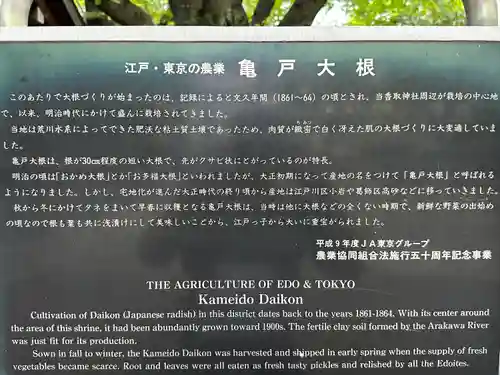 江戸・東京の農業 亀戸大根
このあたりで大根づくりが始まったのは、記録によると文久年間（1861〜64）の頃とされ、当香取神社周辺が栽培の中心地
で、以来、明治時代にかけて盛んに栽培されてきました。
当地は荒川水系によってできた肥沃な粘土質土壌であったため、肉質が緻密で白く冴えた肌の大根づくりに大変適していま
した。
亀戸大根は、根が30㎝程度の短い大根で、先がクサビ状にとがっているのが特長。
明治の頃は｢おかめ大根｣とか｢お多福大根｣といわれましたが、大正初期になって産地の名をつけて「亀戸大根」と呼ばれる
ようになりました。しかし、宅地化が進んだ大正時代の終り頃から産地は江戸川区小岩や葛飾区高砂などに移っていきました。
秋から冬にかけてタネをまいて早春に収穫となる亀戸大根は、当時は他に大根などの全くない時期で、新鮮な野菜の出始め
の頃なので根も葉も共に浅漬けにして美味しいことから、江戸っ子から大いに重宝がられました。
平成９年度ＪＡ東京グループ
農業協同組合法施行五十周年記念事業
THE AGRICULTURE OF EDO & TOKYO
Kameido Daikon
Cultivation of Daikon (Japanese radish) in this district dates back to the years 1861-1864. With its center around
the area of this shrine, it had been abundantly grown toward 1900s. The fertile clay soil formed by the Arakawa River
was just fit for its production.
Sown in fall to winter, the Kameido Daikon was harvested and shipped in early spring when the supply of fresh
vegetables became scarce. Root and leaves were all eaten as fresh tasty pickles and relished by all the Edoites.